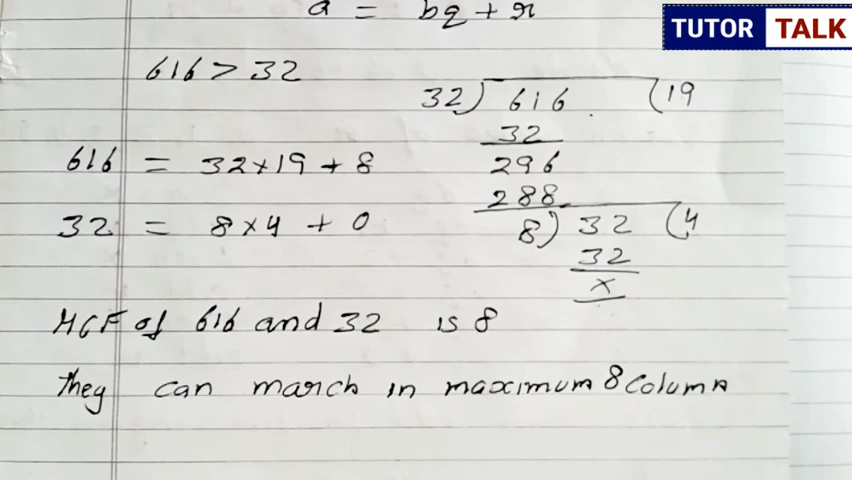 TUTOR TALK
a = bq + r
616 > 32
32) 616 (19
32
616 = 32 × 19 + 8
296
288
32 = 8 × 4 + 0
8) 32 (4
32
x
HCF of 616 and 32 is 8
They can march in maximum 8 column